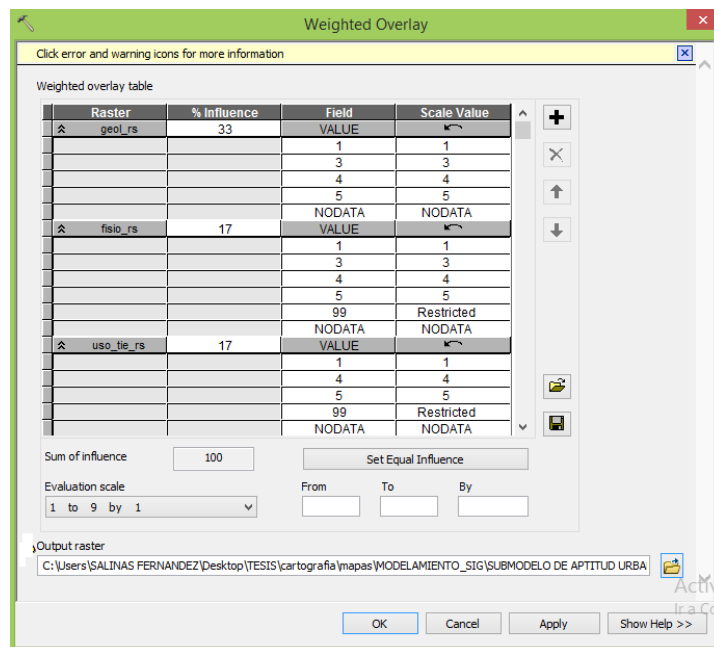 Weighted Overlay
Click error and warning icons for more information
Weighted overlay table
Raster % Influence Field Scale Value
geol_rs 33 VALUE
1 1
3 3
4 4
5 5
NODATA NODATA
fisio_rs 17 VALUE
1 1
3 3
4 4
5 5
99 Restricted
NODATA NODATA
uso_tie_rs 17 VALUE
1 1
4 4
5 5
99 Restricted
NODATA NODATA
Sum of influence 100 Set Equal Influence
Evaluation scale From To By
1 to 9 by 1
Output raster
C:\Users\SALINAS FERNANDEZ\Desktop\TESIS\cartografia\mapas\MODELAMIENTO_SIG\SUBMODELO DE APTITUD URBA
OK Cancel Apply Show Help >>